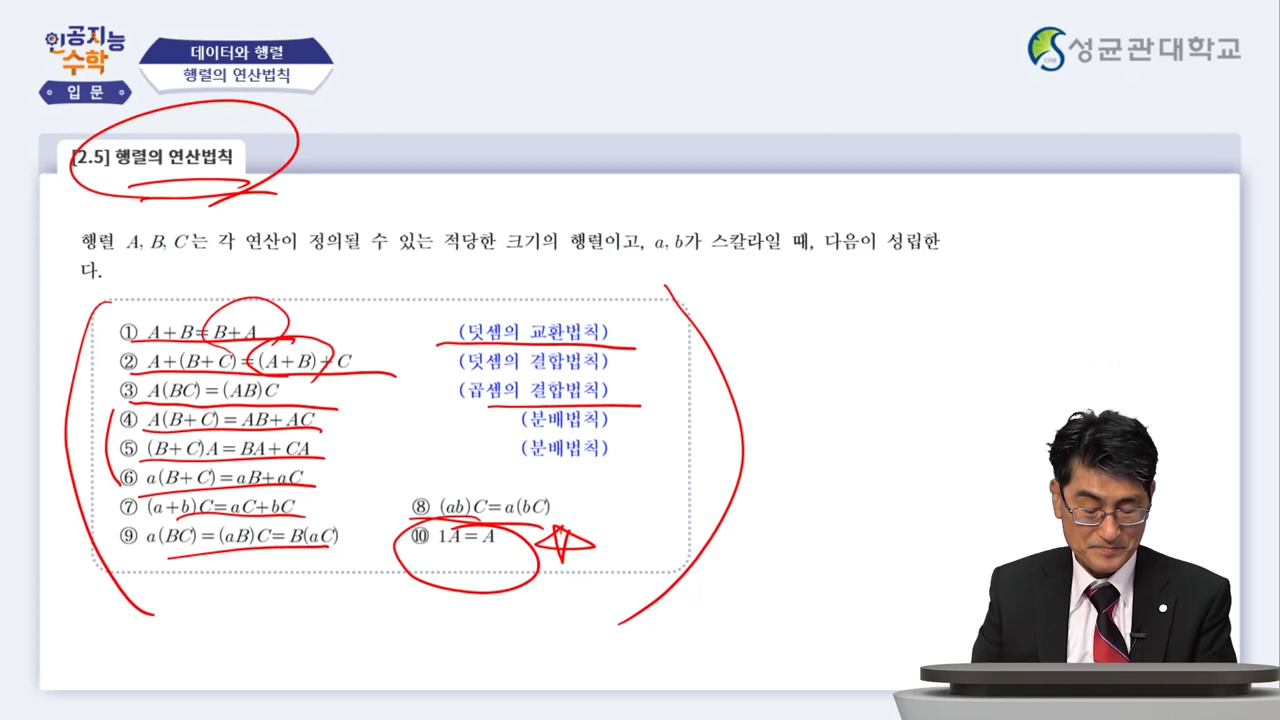 인공지능
수학
입문
데이터와 행렬
행렬의 연산법칙
성균관대학교
[2.5] 행렬의 연산법칙
행렬 A, B, C는 각 연산이 정의될 수 있는 적당한 크기의 행렬이고, a, b가 스칼라일 때, 다음이 성립한
다.
① A+B=B+A (덧셈의 교환법칙)
② A+(B+C)=(A+B)+C (덧셈의 결합법칙)
③ A(BC)=(AB)C (곱셈의 결합법칙)
④ A(B+C)=AB+AC (분배법칙)
⑤ (B+C)A=BA+CA (분배법칙)
⑥ a(B+C)=aB+aC
⑦ (a+b)C=aC+bC ⑧ (ab)C=a(bC)
⑨ a(BC)=(aB)C=B(aC) ⑩ 1A=A